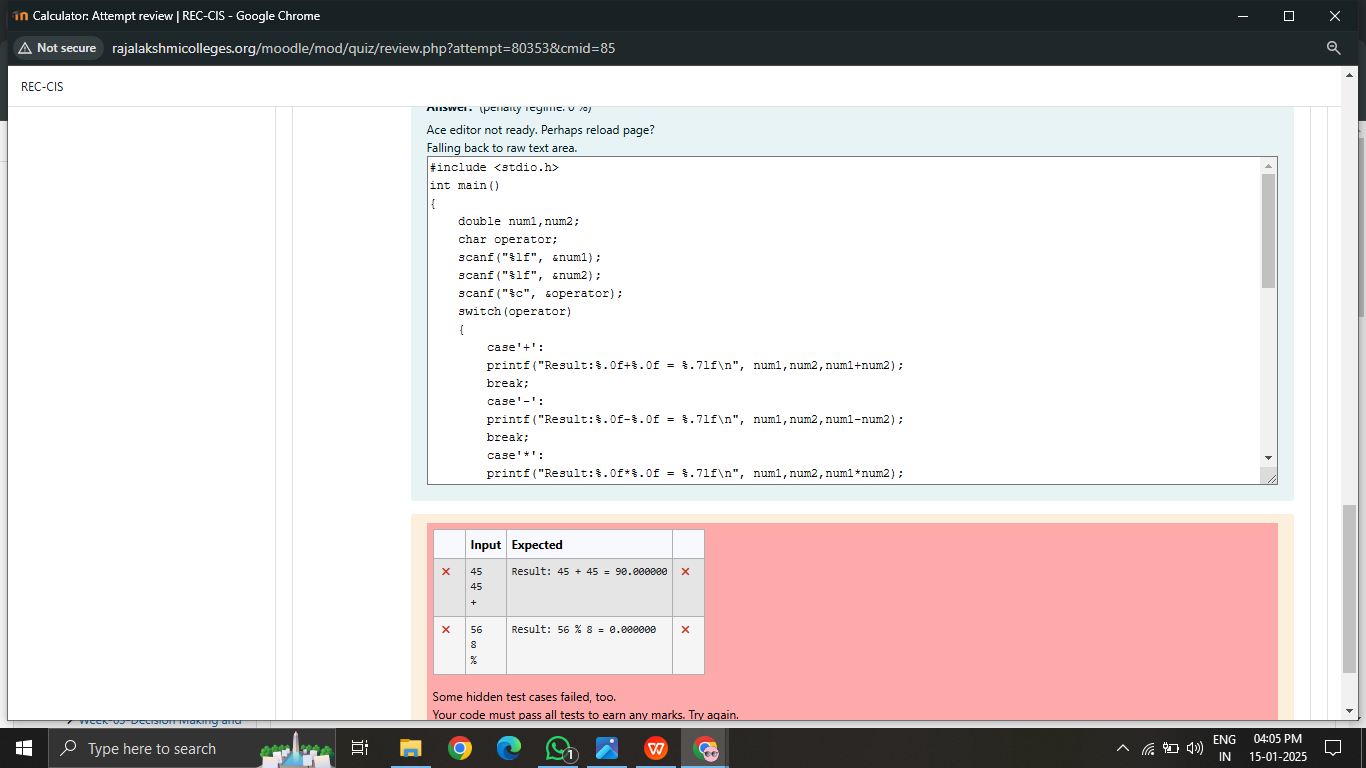 Calculator: Attempt review | REC-CIS - Google Chrome
Not secure
rajalakshmicolleges.org/moodle/mod/quiz/review.php?attempt=80353&cmid=85
REC-CIS
Answer: (penalty regime: 0 %)
Ace editor not ready. Perhaps reload page?
Falling back to raw text area.
#include <stdio.h>
int main()
{
    double num1,num2;
    char operator;
    scanf("%lf", &num1);
    scanf("%lf", &num2);
    scanf("%c", &operator);
    switch(operator)
    {
        case'+':
        printf("Result:%.0f+%.0f = %.7lf\n", num1,num2,num1+num2);
        break;
        case'-':
        printf("Result:%.0f-%.0f = %.7lf\n", num1,num2,num1-num2);
        break;
        case'*':
        printf("Result:%.0f*%.0f = %.7lf\n", num1,num2,num1*num2);
Input Expected
45 Result: 45 + 45 = 90.000000
45
+
56 Result: 56 % 8 = 0.000000
8
%
Some hidden test cases failed, too.
Your code must pass all tests to earn any marks. Try again.
Week-03-Decision Making and
Type here to search
1
ENG
IN
04:05 PM
15-01-2025